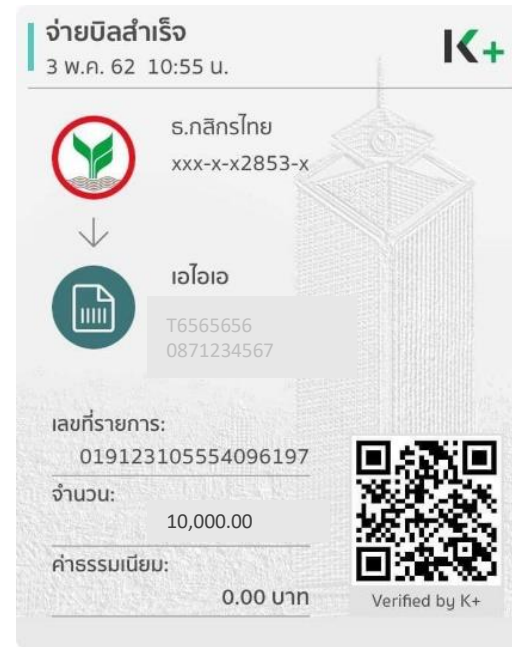 จ่ายบิลสำเร็จ
3 พ.ค. 62 10:55 น.
K+
ธ.กสิกรไทย
xxx-x-x2853-x
เอไอเอ
T6565656
0871234567
เลขที่รายการ:
019123105554096197
จำนวน:
10,000.00
ค่าธรรมเนียม:
0.00 บาท
Verified by K+